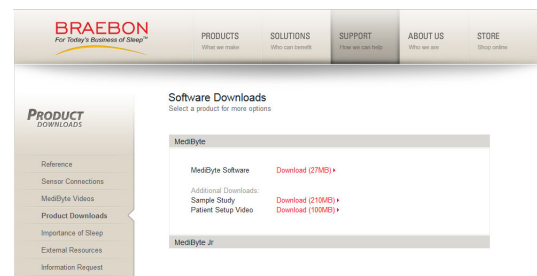 BRAEBON
For Today's Business of Sleep™
PRODUCTS
What we make
SOLUTIONS
Who can benefit
SUPPORT
How we can help
ABOUT US
Who we are
STORE
Shop online
PRODUCT
DOWNLOADS
Reference
Sensor Connections
MediByte Videos
Product Downloads
Importance of Sleep
External Resources
Information Request
Software Downloads
Select a product for more options
MediByte
MediByte Software Download (27MB)
Additional Downloads:
Sample Study Download (210MB)
Patient Setup Video Download (100MB)
MediByte Jr